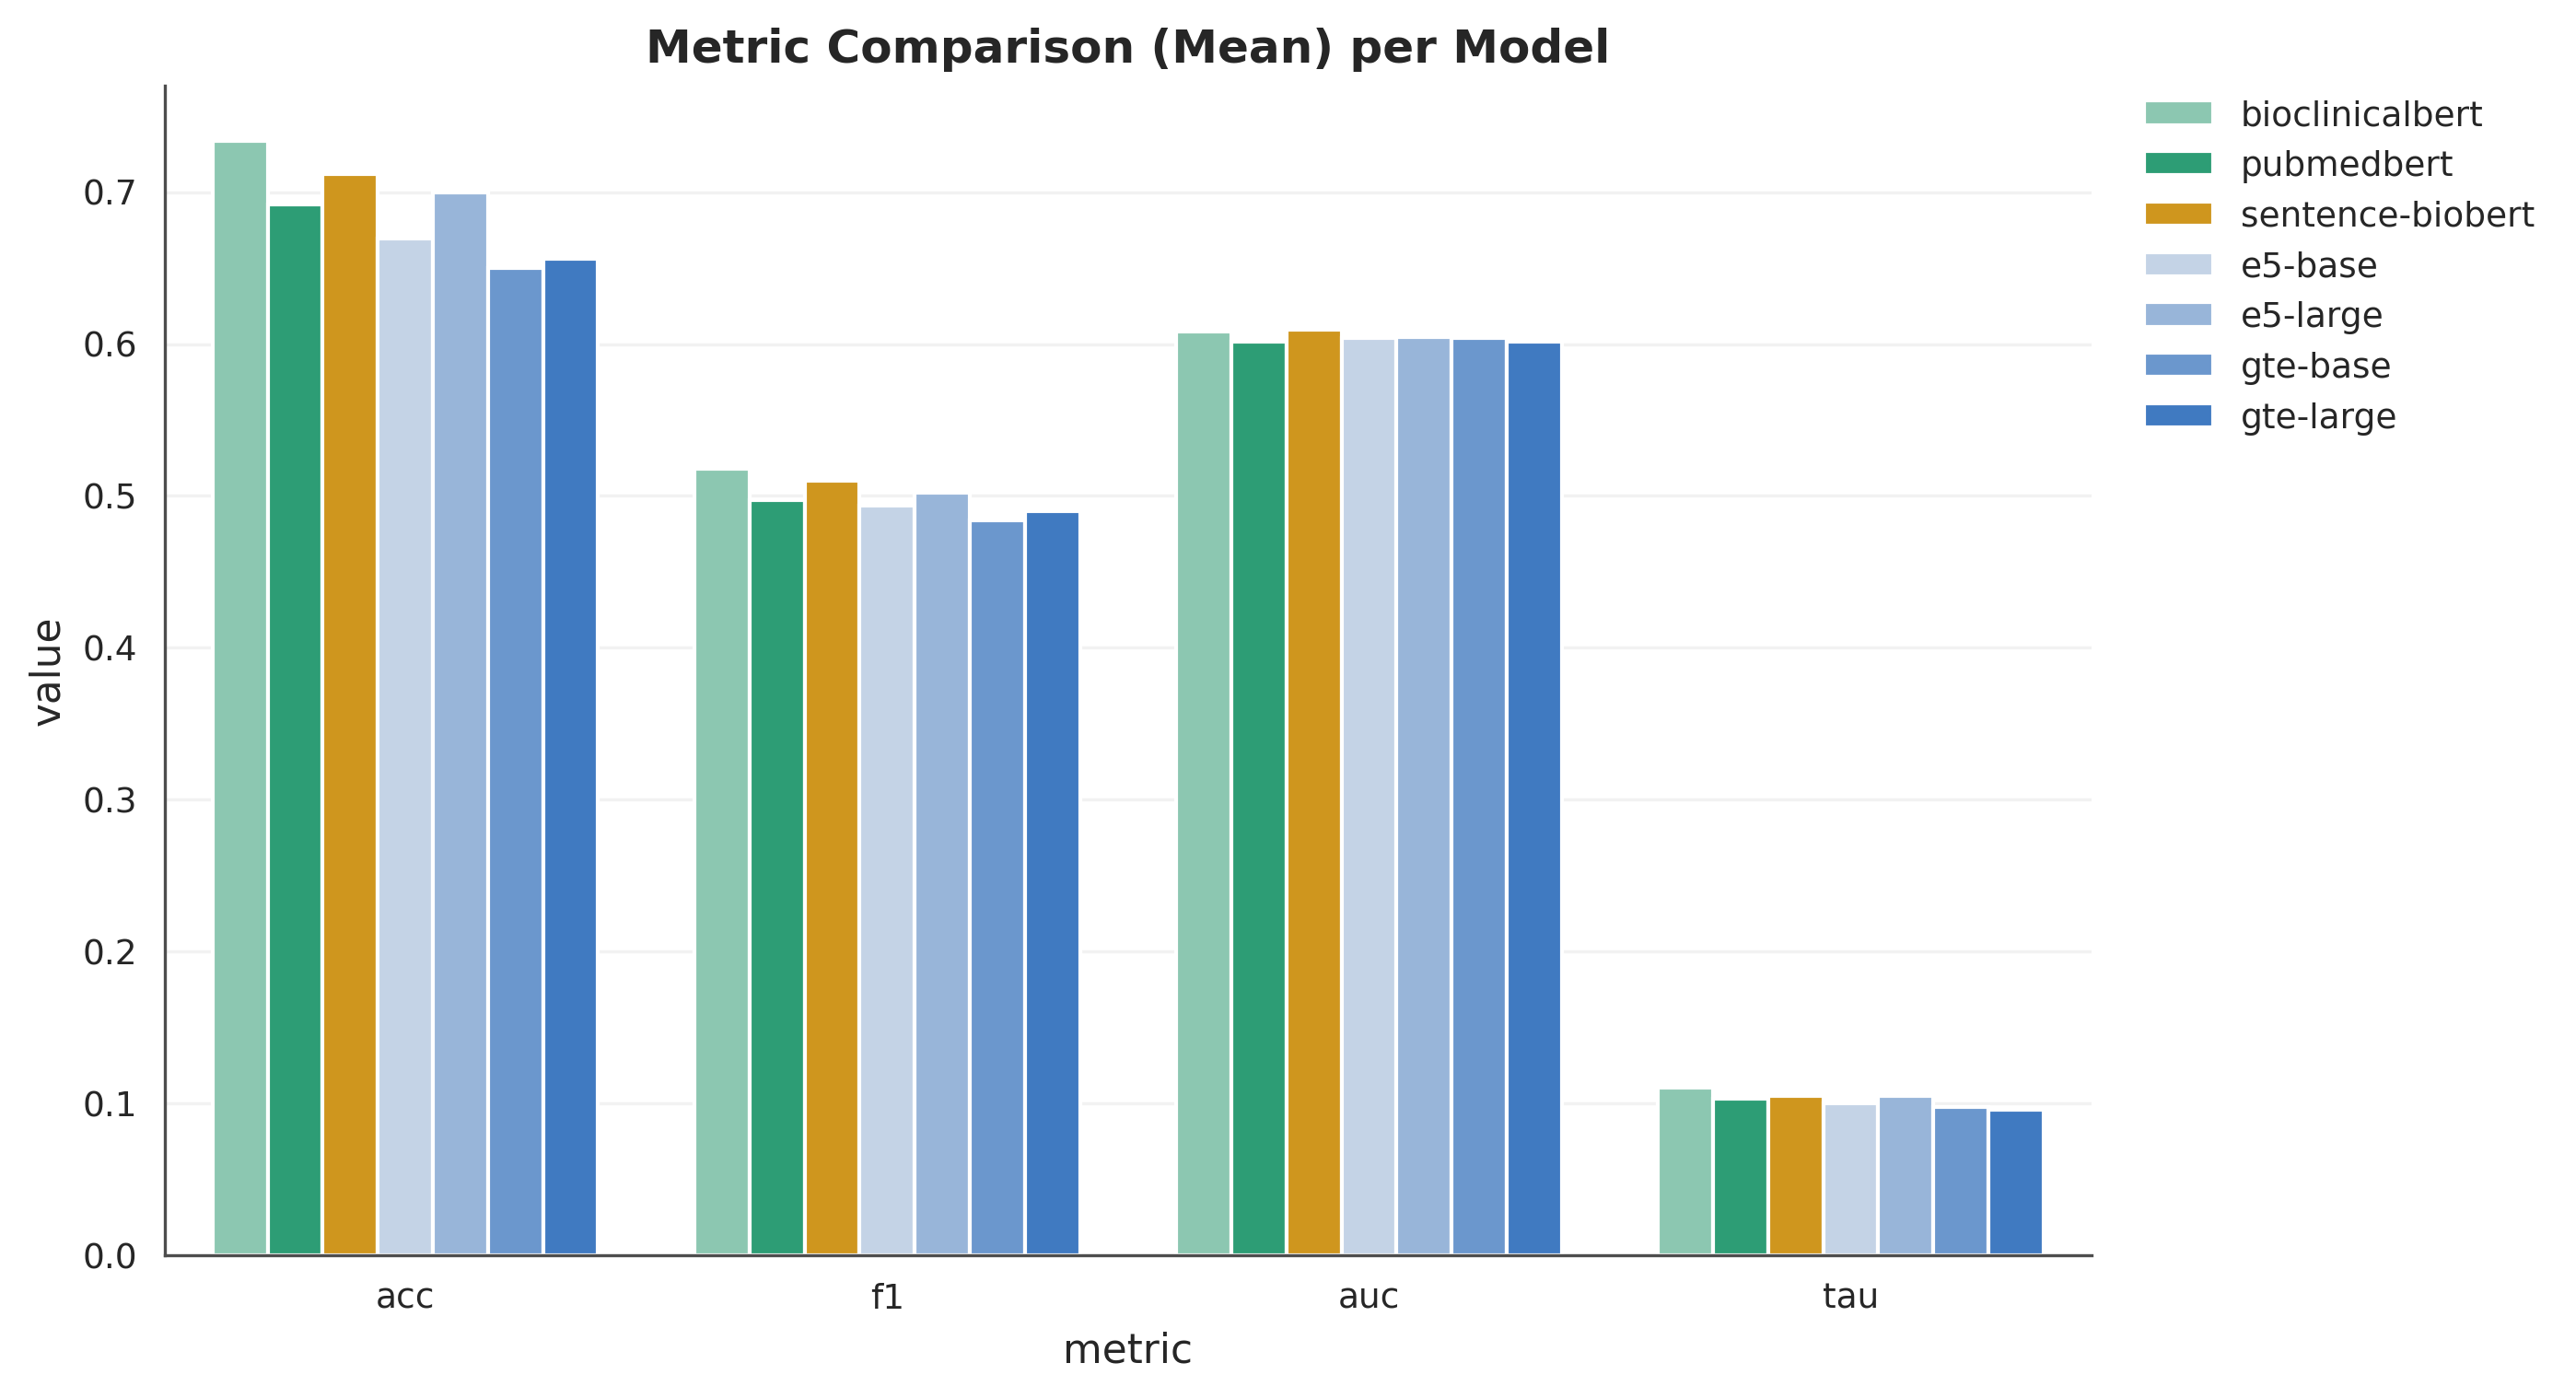 Metric Comparison (Mean) per Model
bioclinicalbert
pubmedbert
sentence-biobert
e5-base
e5-large
gte-base
gte-large
value
0.7
0.6
0.5
0.4
0.3
0.2
0.1
0.0
acc
f1
auc
tau
metric